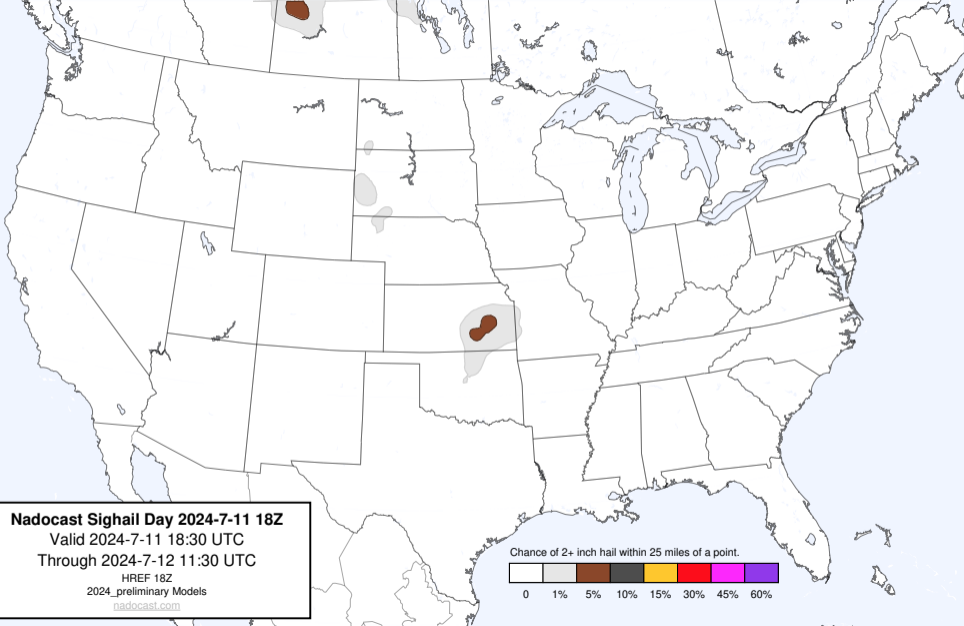 Nadocast Sighail Day 2024-7-11 18Z
Valid 2024-7-11 18:30 UTC
Through 2024-7-12 11:30 UTC
HREF 18Z
2024_preliminary Models
nadocast.com
Chance of 2+ inch hail within 25 miles of a point.
0 1% 5% 10% 15% 30% 45% 60%